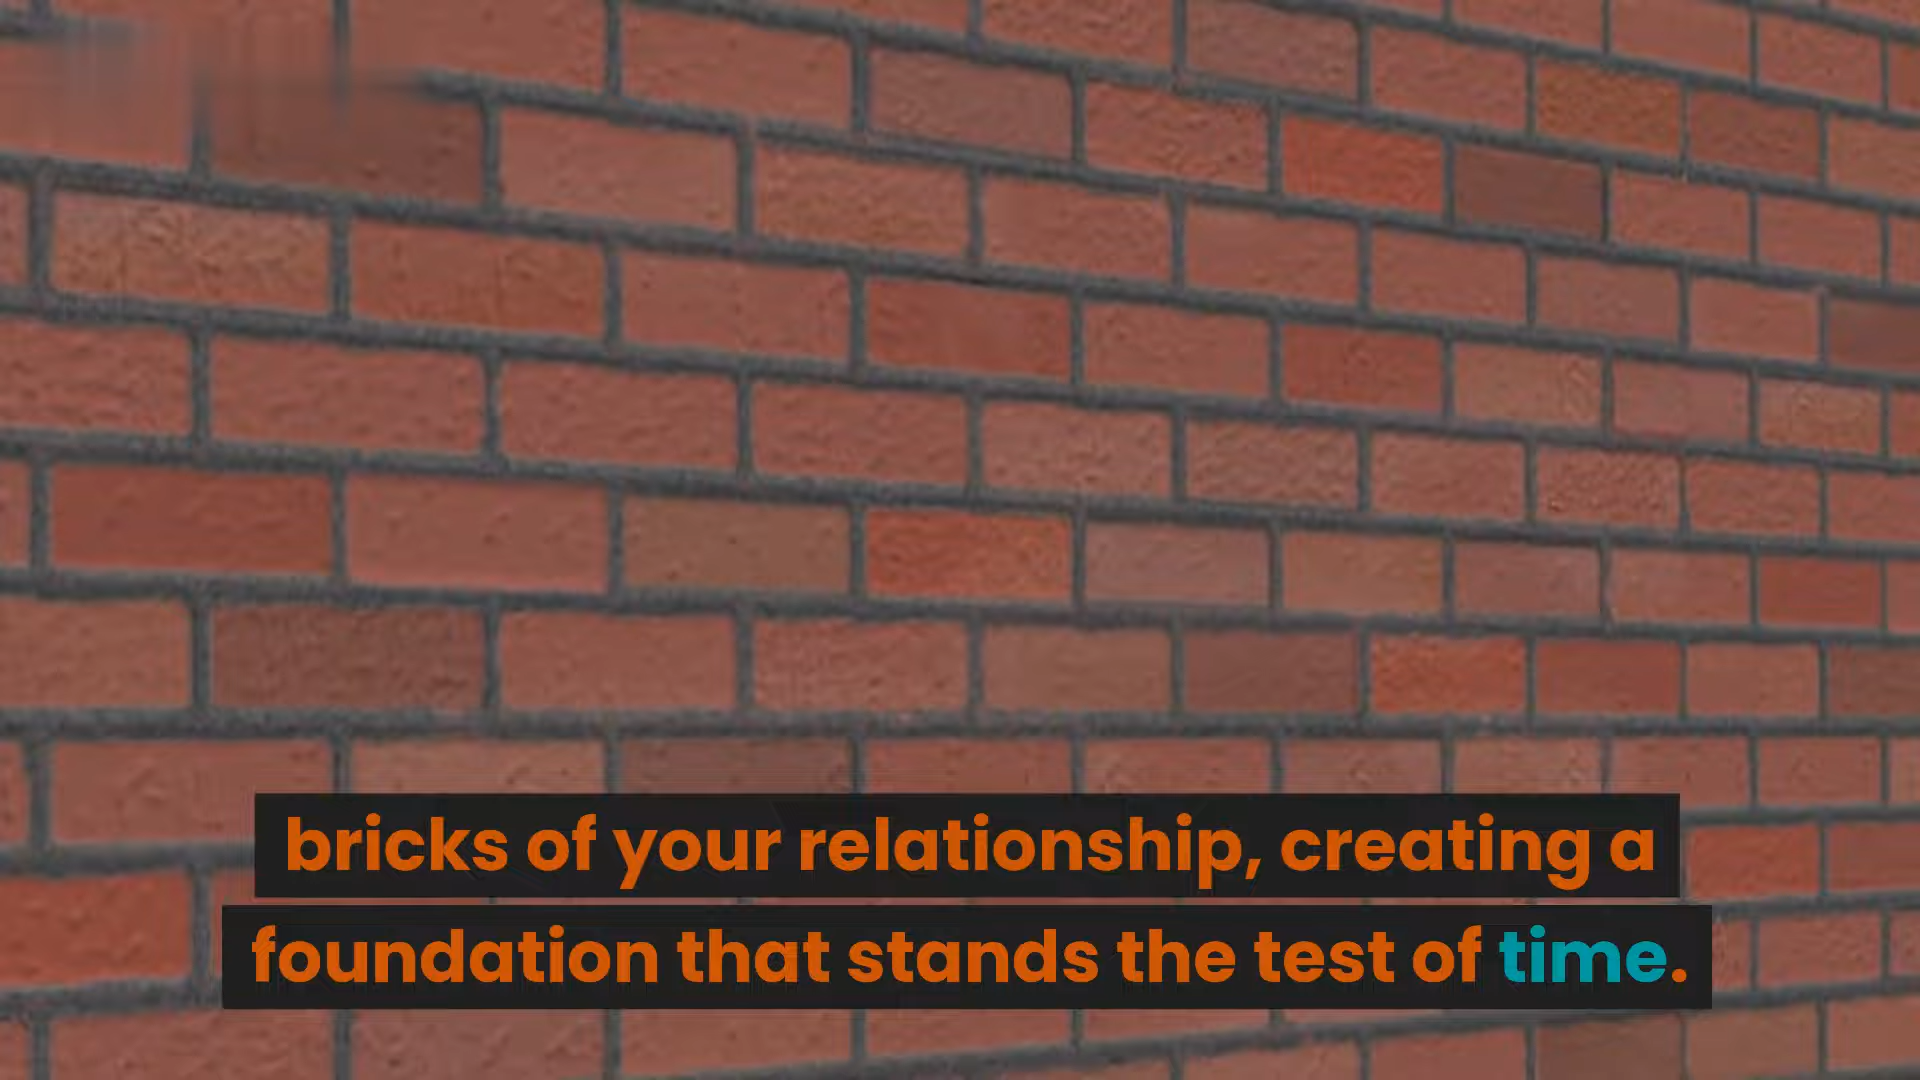 bricks of your relationship, creating a
foundation that stands the test of time.